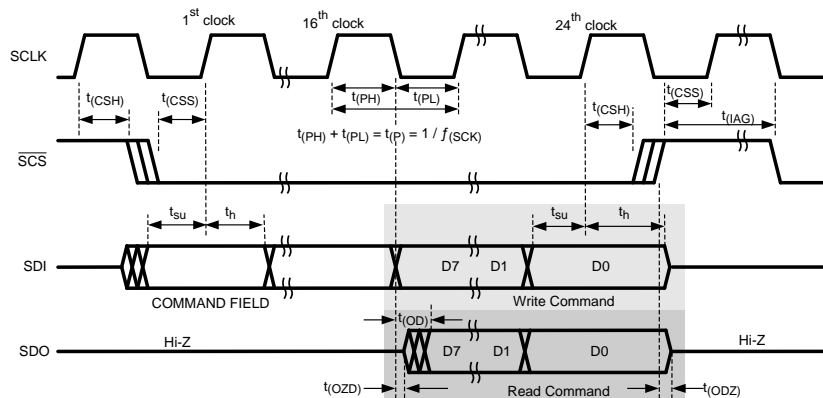 1st clock 16th clock 24th clock
SCLK
t(CSH) t(CSS) t(PH) t(PL) t(CSH) t(CSS) t(IAG)
t(PH) + t(PL) = t(P) = 1 / f(SCK)
SCS
tsu th tsu th
SDI D7 D1 D0
COMMAND FIELD Write Command
t(OD)
Hi-Z Hi-Z
SDO D7 D1 D0
t(OZD) Read Command t(ODZ)